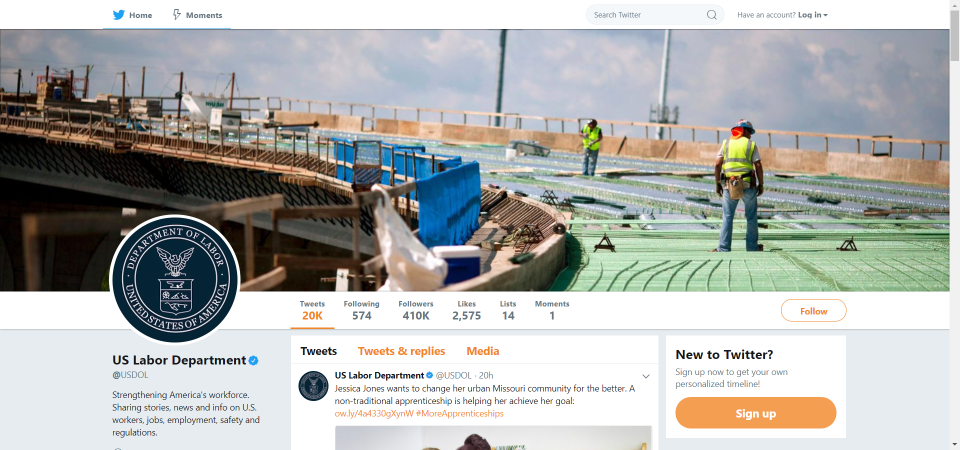 Home
Moments
Search Twitter
Have an account? Log in
DEPARTMENT OF LABOR
UNITED STATES OF AMERICA
Tweets
20K
Following
574
Followers
410K
Likes
2,575
Lists
14
Moments
1
Follow
US Labor Department
@USDOL
Strengthening America's workforce.
Sharing stories, news and info on U.S.
workers, jobs, employment, safety and
regulations.
Tweets
Tweets & replies
Media
US Labor Department @USDOL · 20h
Jessica Jones wants to change her urban Missouri community for the better. A
non-traditional apprenticeship is helping her achieve her goal:
ow.ly/4a4330gXynW #MoreApprenticeships
New to Twitter?
Sign up now to get your own
personalized timeline!
Sign up